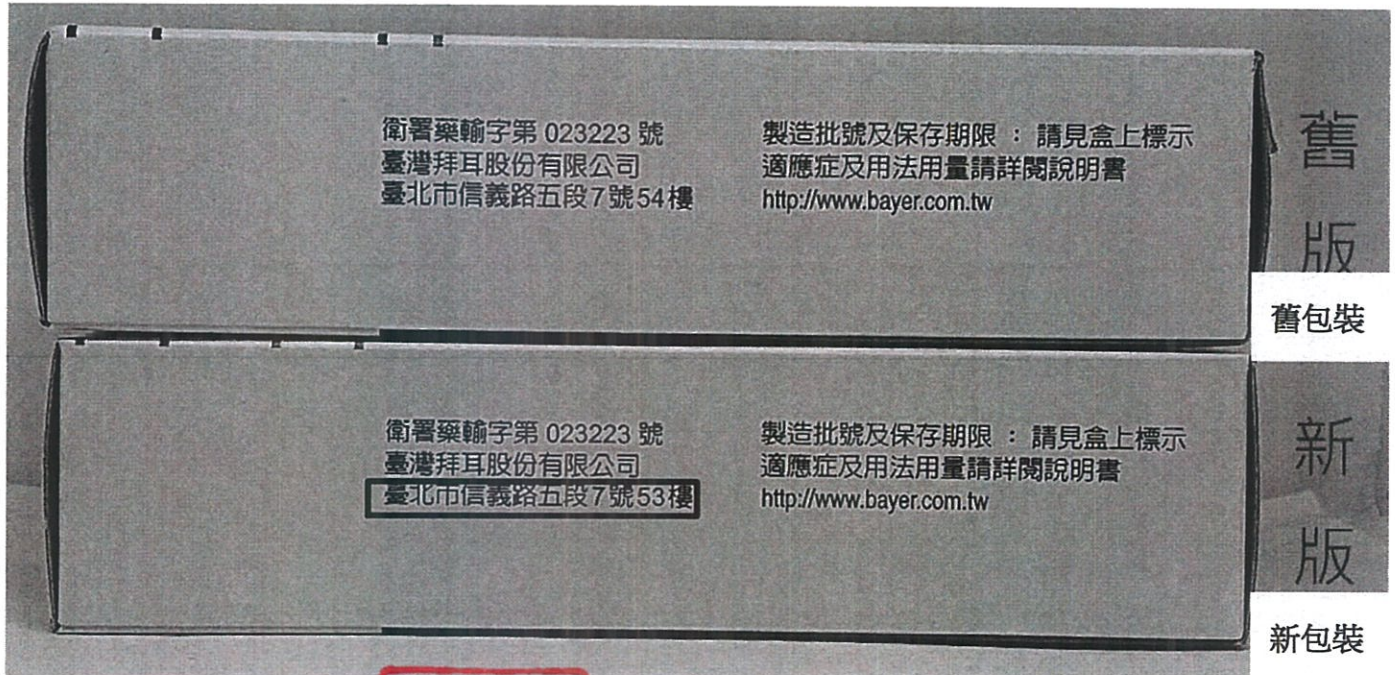 衛署藥輸字第 023223 號
臺灣拜耳股份有限公司
臺北市信義路五段7號54樓
製造批號及保存期限 : 請見盒上標示
適應症及用法用量請詳閱說明書
http://www.bayer.com.tw
舊版
舊包裝
衛署藥輸字第 023223 號
臺灣拜耳股份有限公司
臺北市信義路五段7號53樓
製造批號及保存期限 : 請見盒上標示
適應症及用法用量請詳閱說明書
http://www.bayer.com.tw
新版
新包裝